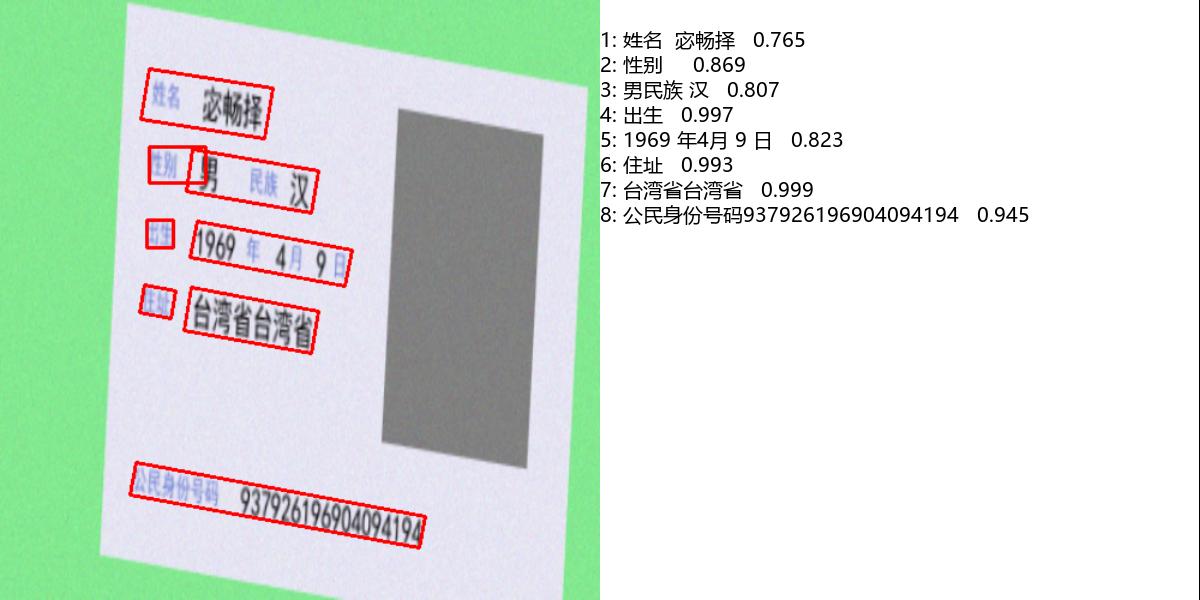 姓名 宓畅择
性别 男 民族 汉
出生 1969 年 4 月 9 日
住址 台湾省台湾省
公民身份号码 937926196904094194
1: 姓名 宓畅择 0.765
2: 性别 0.869
3: 男民族 汉 0.807
4: 出生 0.997
5: 1969 年4月 9 日 0.823
6: 住址 0.993
7: 台湾省台湾省 0.999
8: 公民身份号码937926196904094194 0.945